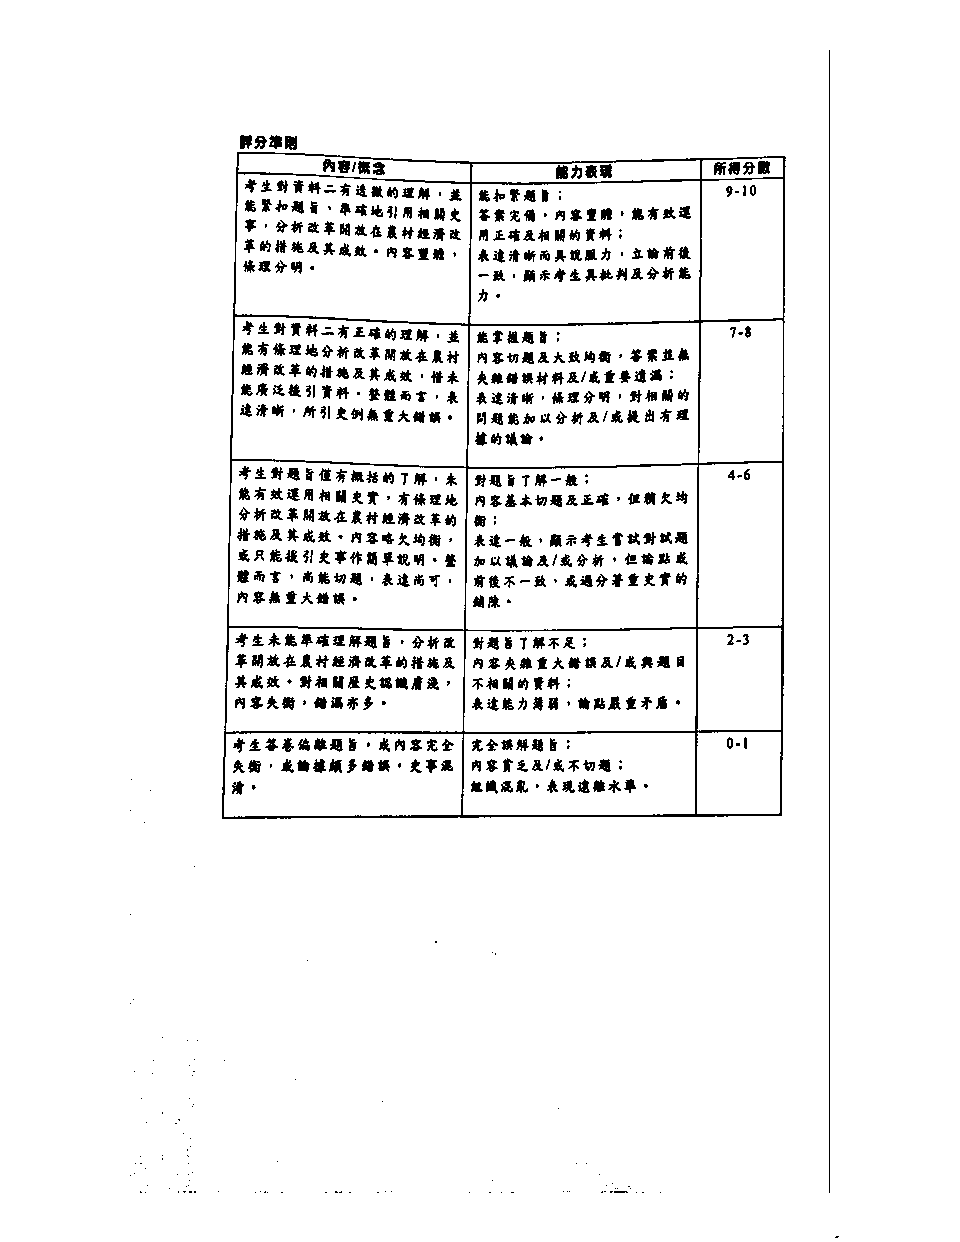 評分準則
內容/概念
能力表現
所得分數
考生對資料二有透徹的理解，並
能緊扣題旨、準確地引用相關史
事，分析改革開放在農村經濟改
革的措施及其成效。內容豐贍，
條理分明。
能扣緊題旨；
答案完備，內容豐贍，能有效運
用正確及相關的資料；
表達清晰而具說服力，立論前後
一致，顯示考生具批判及分析能
力。
9-10
考生對資料二有正確的理解，並
能有條理地分析改革開放在農村
經濟改革的措施及其成效，惜未
能廣泛援引資料。整體而言，表
達清晰，所引史例無重大錯誤。
能掌握題旨；
內容切題及大致均衡，答案並無
夾雜錯誤材料及/或重要遺漏；
表達清晰，條理分明，對相關的
問題能加以分析及/或提出有理
據的議論。
7-8
考生對題旨僅有概括的了解，未
能有效運用相關史實，有條理地
分析改革開放在農村經濟改革的
措施及其成效。內容略欠均衡，
或只能援引史事作簡單說明。整
體而言，尚能切題，表達尚可，
內容無重大錯誤。
對題旨了解一般；
內容基本切題及正確，但稍欠均
衡；
表達一般，顯示考生嘗試對試題
加以議論及/或分析，但論點或
前後不一致，或過分著重史實的
鋪陳。
4-6
考生未能準確理解題旨，分析改
革開放在農村經濟改革的措施及
其成效。對相關歷史認識膚淺，
內容失衡，錯漏亦多。
對題旨了解不足；
內容夾雜重大錯誤及/或與題目
不相關的資料；
表達能力薄弱，論點嚴重矛盾。
2-3
考生答卷偏離題旨，或內容完全
失衡，或論據頗多錯誤，史事混
淆。
完全誤解題旨；
內容貧乏及/或不切題；
組織混亂，表現遠離水準。
0-1